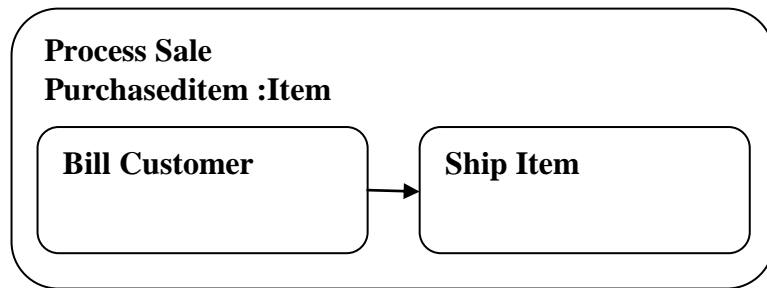 Process Sale
Purchaseditem :Item
Bill Customer
Ship Item